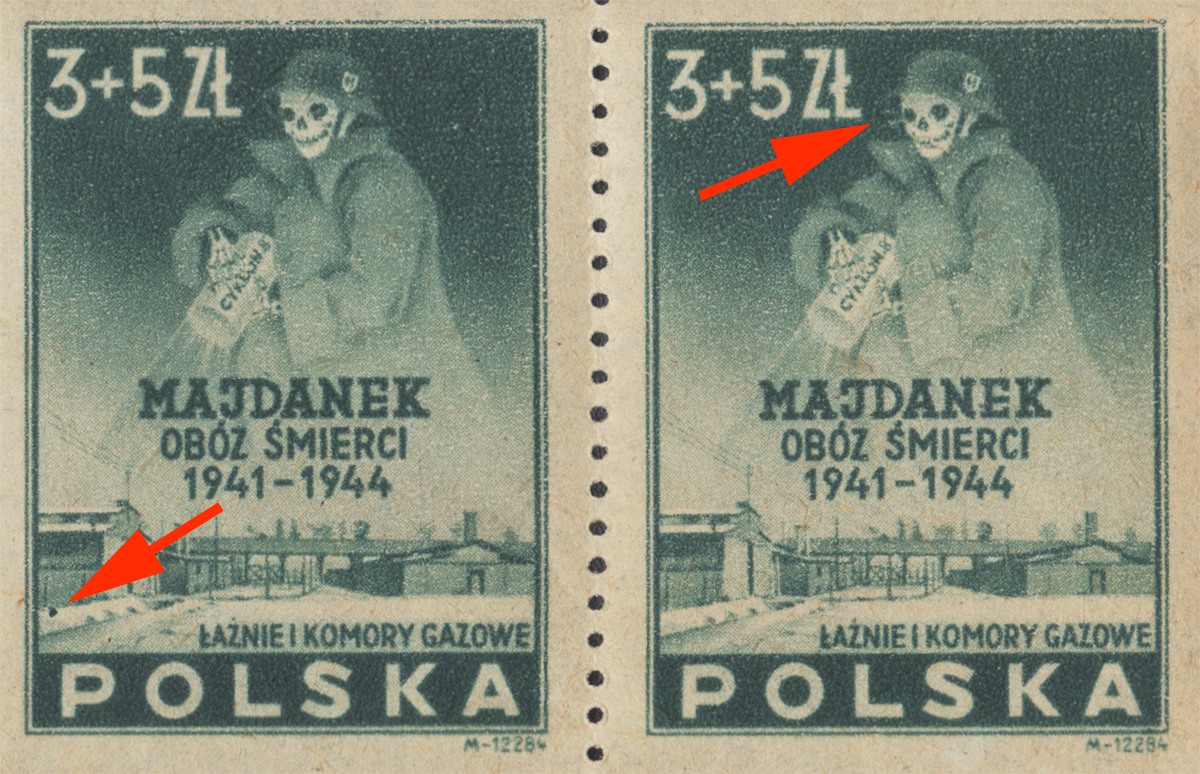 3+5 ZŁ
CYKLON B
MAJDANEK
OBÓZ ŚMIERCI
1941-1944
ŁAŹNIE I KOMORY GAZOWE
POLSKA
M-12284
3+5 ZŁ
CYKLON B
MAJDANEK
OBÓZ ŚMIERCI
1941-1944
ŁAŹNIE I KOMORY GAZOWE
POLSKA
M-12284